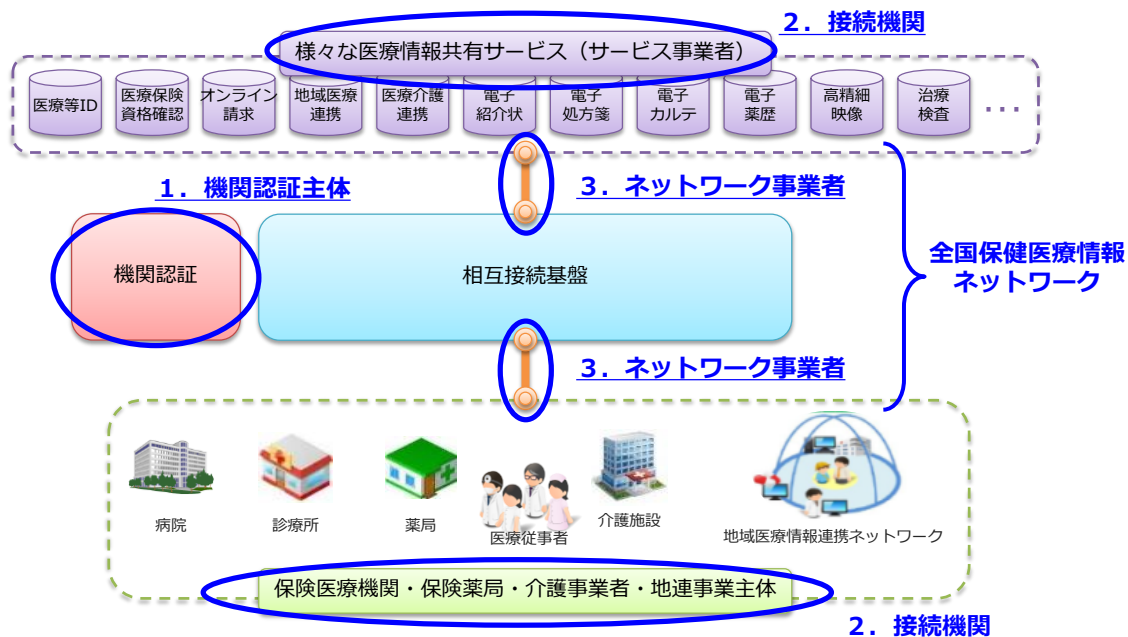 ２．接続機関
様々な医療情報共有サービス（サービス事業者）
医療等ID
医療保険
資格確認
オンライン
請求
地域医療
連携
医療介護
連携
電子
紹介状
電子
処方箋
電子
カルテ
電子
薬歴
高精細
映像
治療
検査
･･･
１．機関認証主体
３．ネットワーク事業者
機関認証
相互接続基盤
全国保健医療情報
ネットワーク
３．ネットワーク事業者
病院
診療所
薬局
医療従事者
介護施設
地域医療情報連携ネットワーク
保険医療機関・保険薬局・介護事業者・地連事業主体
２．接続機関